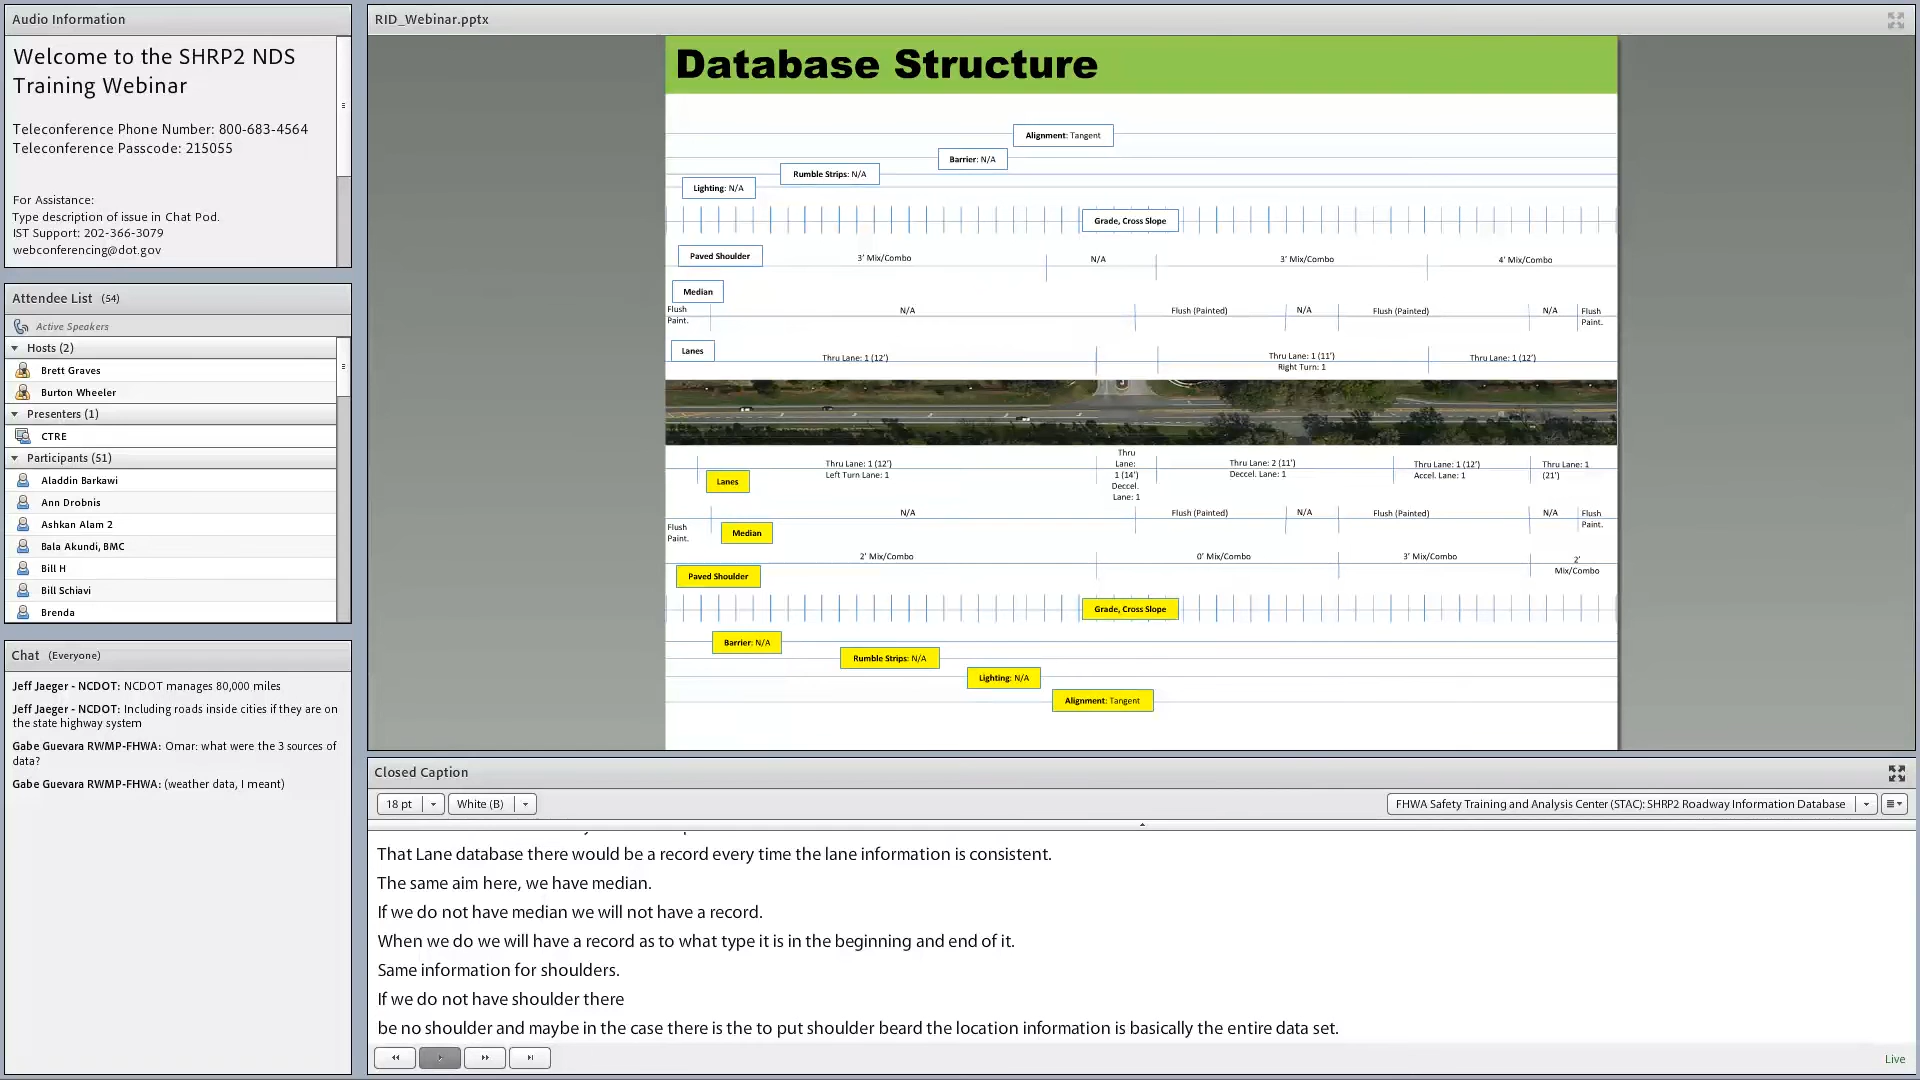 Audio Information
Welcome to the SHRP2 NDS
Training Webinar
Teleconference Phone Number: 800-683-4564
Teleconference Passcode: 215055
For Assistance:
Type description of issue in Chat Pod.
IST Support: 202-366-3079
webconferencing@dot.gov
Attendee List (54)
Active Speakers
Hosts (2)
Brett Graves
Burton Wheeler
Presenters (1)
CTRE
Participants (51)
Aladdin Barkawi
Ann Drobnis
Ashkan Alam 2
Bala Akundi, BMC
Bill H
Bill Schiavi
Brenda
Chat (Everyone)
Jeff Jaeger - NCDOT: NCDOT manages 80,000 miles
Jeff Jaeger - NCDOT: Including roads inside cities if they are on
the state highway system
Gabe Guevara RWMP-FHWA: Omar: what were the 3 sources of
data?
Gabe Guevara RWMP-FHWA: (weather data, I meant)
RID_Webinar.pptx
Database Structure
Alignment: Tangent
Barrier: N/A
Rumble Strips: N/A
Lighting: N/A
Grade, Cross Slope
Paved Shoulder
3' Mix/Combo
N/A
3' Mix/Combo
4' Mix/Combo
Median
Flush
Paint.
N/A
Flush (Painted)
N/A
Flush (Painted)
N/A
Flush
Paint.
Lanes
Thru Lane: 1 (12')
Thru Lane: 1 (11')
Right Turn: 1
Thru Lane: 1 (12')
Thru Lane: 1 (12')
Left Turn Lane: 1
Thru
Lane:
1 (14')
Deccel.
Lane: 1
Thru Lane: 2 (11')
Deccel. Lane: 1
Thru Lane: 1 (12')
Accel. Lane: 1
Thru Lane: 1
(21')
Lanes
Flush
Paint.
N/A
Flush (Painted)
N/A
Flush (Painted)
N/A
Flush
Paint.
Median
2' Mix/Combo
0' Mix/Combo
3' Mix/Combo
2'
Mix/Combo
Paved Shoulder
Grade, Cross Slope
Barrier: N/A
Rumble Strips: N/A
Lighting: N/A
Alignment: Tangent
Closed Caption
18 pt
White (B)
FHWA Safety Training and Analysis Center (STAC): SHRP2 Roadway Information Database
That Lane database there would be a record every time the lane information is consistent.
The same aim here, we have median.
If we do not have median we will not have a record.
When we do we will have a record as to what type it is in the beginning and end of it.
Same information for shoulders.
If we do not have shoulder there
be no shoulder and maybe in the case there is the to put shoulder beard the location information is basically the entire data set.
Live